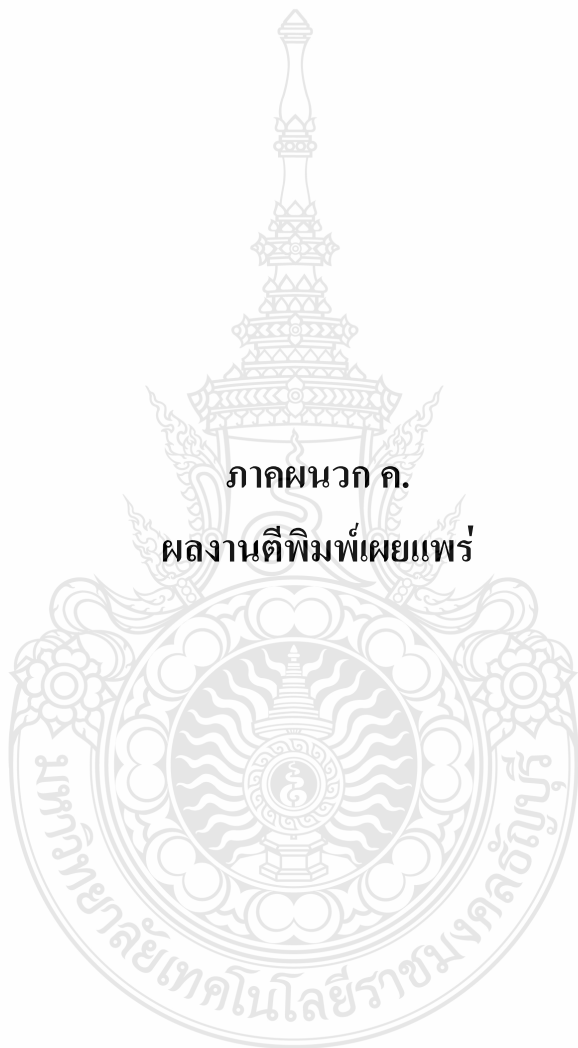 ภาคผนวก ค.
ผลงานตีพิมพ์เผยแพร่
มหาวิทยาลัยเทคโนโลยีราชมงคลธัญบุรี